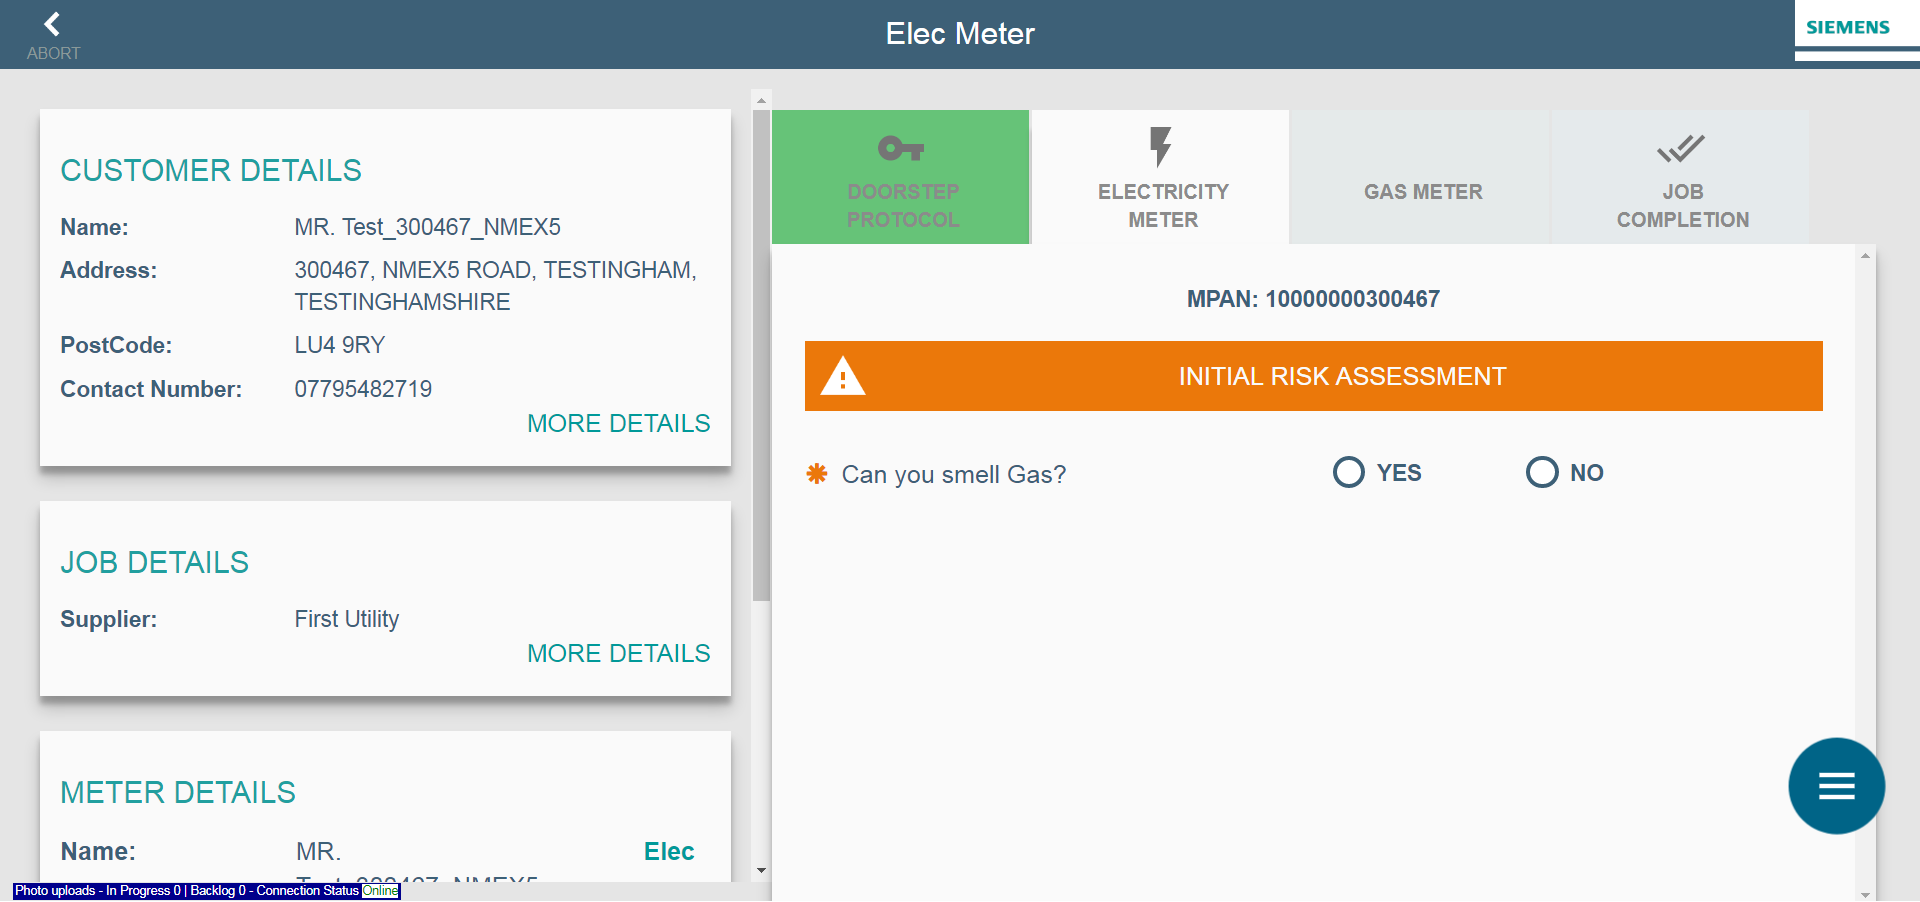 ABORT
Elec Meter
SIEMENS
CUSTOMER DETAILS
Name: MR. Test_300467_NMEX5
Address: 300467, NMEX5 ROAD, TESTINGHAM,
TESTINGHAMSHIRE
PostCode: LU4 9RY
Contact Number: 07795482719
MORE DETAILS
JOB DETAILS
Supplier: First Utility
MORE DETAILS
METER DETAILS
Name: MR. Elec
Test_300467_NMEX5
Photo uploads - In Progress 0 | Backlog 0 - Connection Status Online
DOORSTEP
PROTOCOL
ELECTRICITY
METER
GAS METER
JOB
COMPLETION
MPAN: 10000000300467
INITIAL RISK ASSESSMENT
Can you smell Gas? YES NO